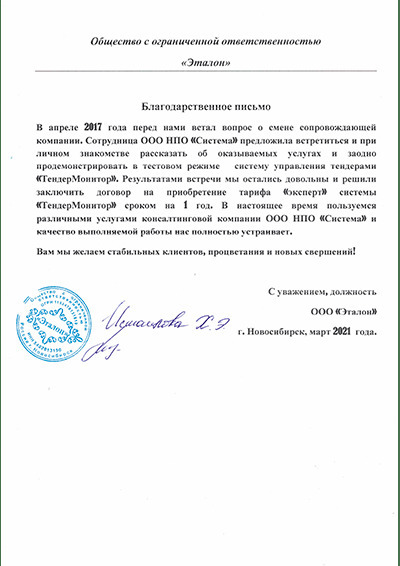 Общество с ограниченной ответственностью
«Эталон»
Благодарственное письмо
В апреле 2017 года перед нами встал вопрос о смене сопровождающей
компании. Сотрудница ООО НПО «Система» предложила встретиться и при
личном знакомстве рассказать об оказываемых услугах и заодно
продемонстрировать в тестовом режиме систему управления тендерами
«ТендерМонитор». Результатами встречи мы остались довольны и решили
заключить договор на приобретение тарифа «эксперт» системы
«ТендерМонитор» сроком на 1 год. В настоящее время пользуемся
различными услугами консалтинговой компании ООО НПО «Система» и
качество выполняемой работы нас полностью устраивает.
Вам мы желаем стабильных клиентов, процветания и новых свершений!
С уважением, должность
ООО «Эталон»
г. Новосибирск, март 2021 года.
«Эталон»
Х.Э